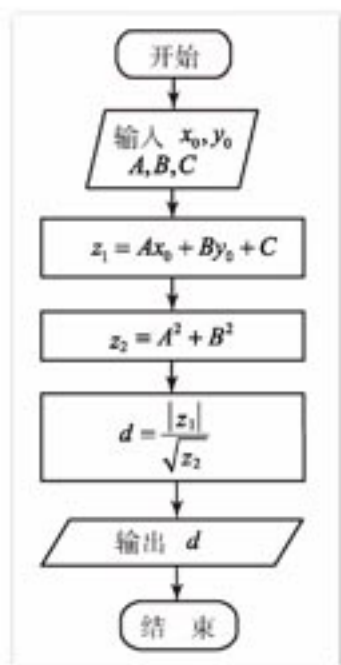 开始
输入 x₀,y₀
A,B,C
z₁ = Ax₀ + By₀ + C
z₂ = A² + B²
d = |z₁| / √z₂
输出 d
结 束